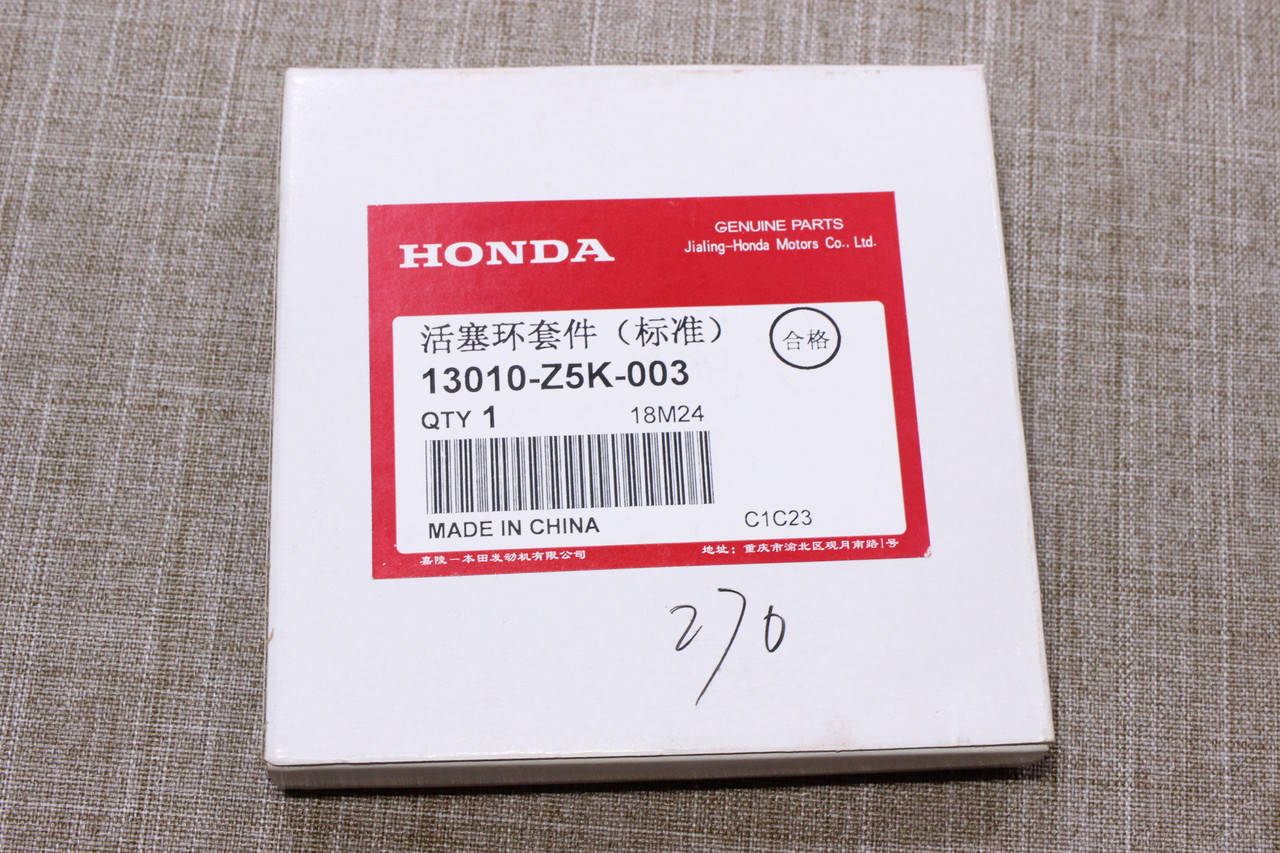 HONDA
GENUINE PARTS
Jialing-Honda Motors Co., Ltd.
活塞环套件（标准）
合格
13010-Z5K-003
QTY 1 18M24
MADE IN CHINA
C1C23
嘉陵－本田发动机有限公司
地址：重庆市渝北区观月南路1号
270